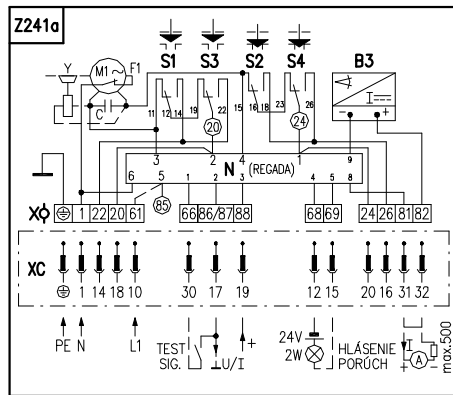 Z241a
S1 S3 S2 S4 B3
Y M1~ F1
C
I
12 14 22 16 18 23 26
11 19 20 15 24 - +
3 2 4 1 9
N (REGADA)
6 5 1 2 3 4 5 8
85
X 1 22 20 61 66 86/87 88 68 69 24 26 81 82
XC
1 14 18 10 30 17 19 12 15 20 16 31 32
PE N L1 TEST SIG. U/I + 24V 2W HLÁSENIE PORÚCH I A + - max.500